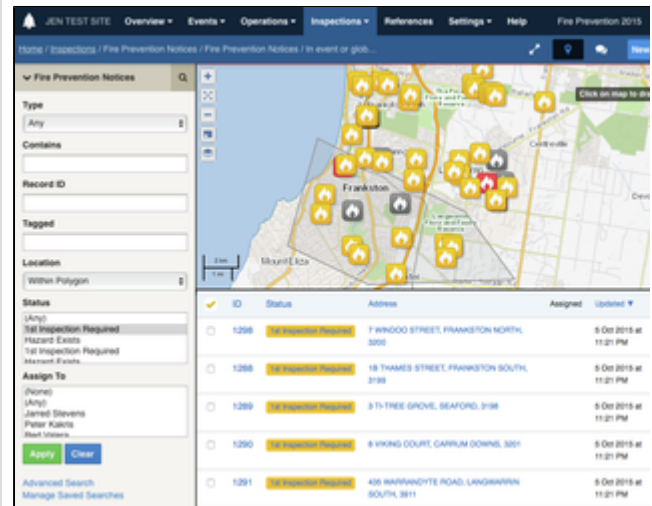 JEN TEST SITE Overview Events Operations Inspections References Settings Help Fire Prevention 2015
Home / Inspections / Fire Prevention Notices / Fire Prevention Notices / In event or glob...
New
Fire Prevention Notices
Click on map to dra
Type
Any
Contains
Record ID
Tagged
Location
Within Polygon
Status
(Any)
1st Inspection Required
Hazard Exists
1st Inspection Required
Hazard Exists
Assign To
(None)
(Any)
Jarred Stevens
Peter Kakris
Apply Clear
Advanced Search
Manage Saved Searches
Frankston
Mount Eliza
2 km
1 mi
ID Status Address Assigned Updated
1298 1st Inspection Required 7 WINDOO STREET, FRANKSTON NORTH, 3200 5 Oct 2015 at 11:21 PM
1288 1st Inspection Required 18 THAMES STREET, FRANKSTON SOUTH, 3199 5 Oct 2015 at 11:21 PM
1289 1st Inspection Required 3 TI-TREE GROVE, SEAFORD, 3198 5 Oct 2015 at 11:21 PM
1290 1st Inspection Required 8 VIKING COURT, CARRUM DOWNS, 3201 5 Oct 2015 at 11:21 PM
1291 1st Inspection Required 435 WARRANDYTE ROAD, LANGWARRIN SOUTH, 3911 5 Oct 2015 at 11:21 PM